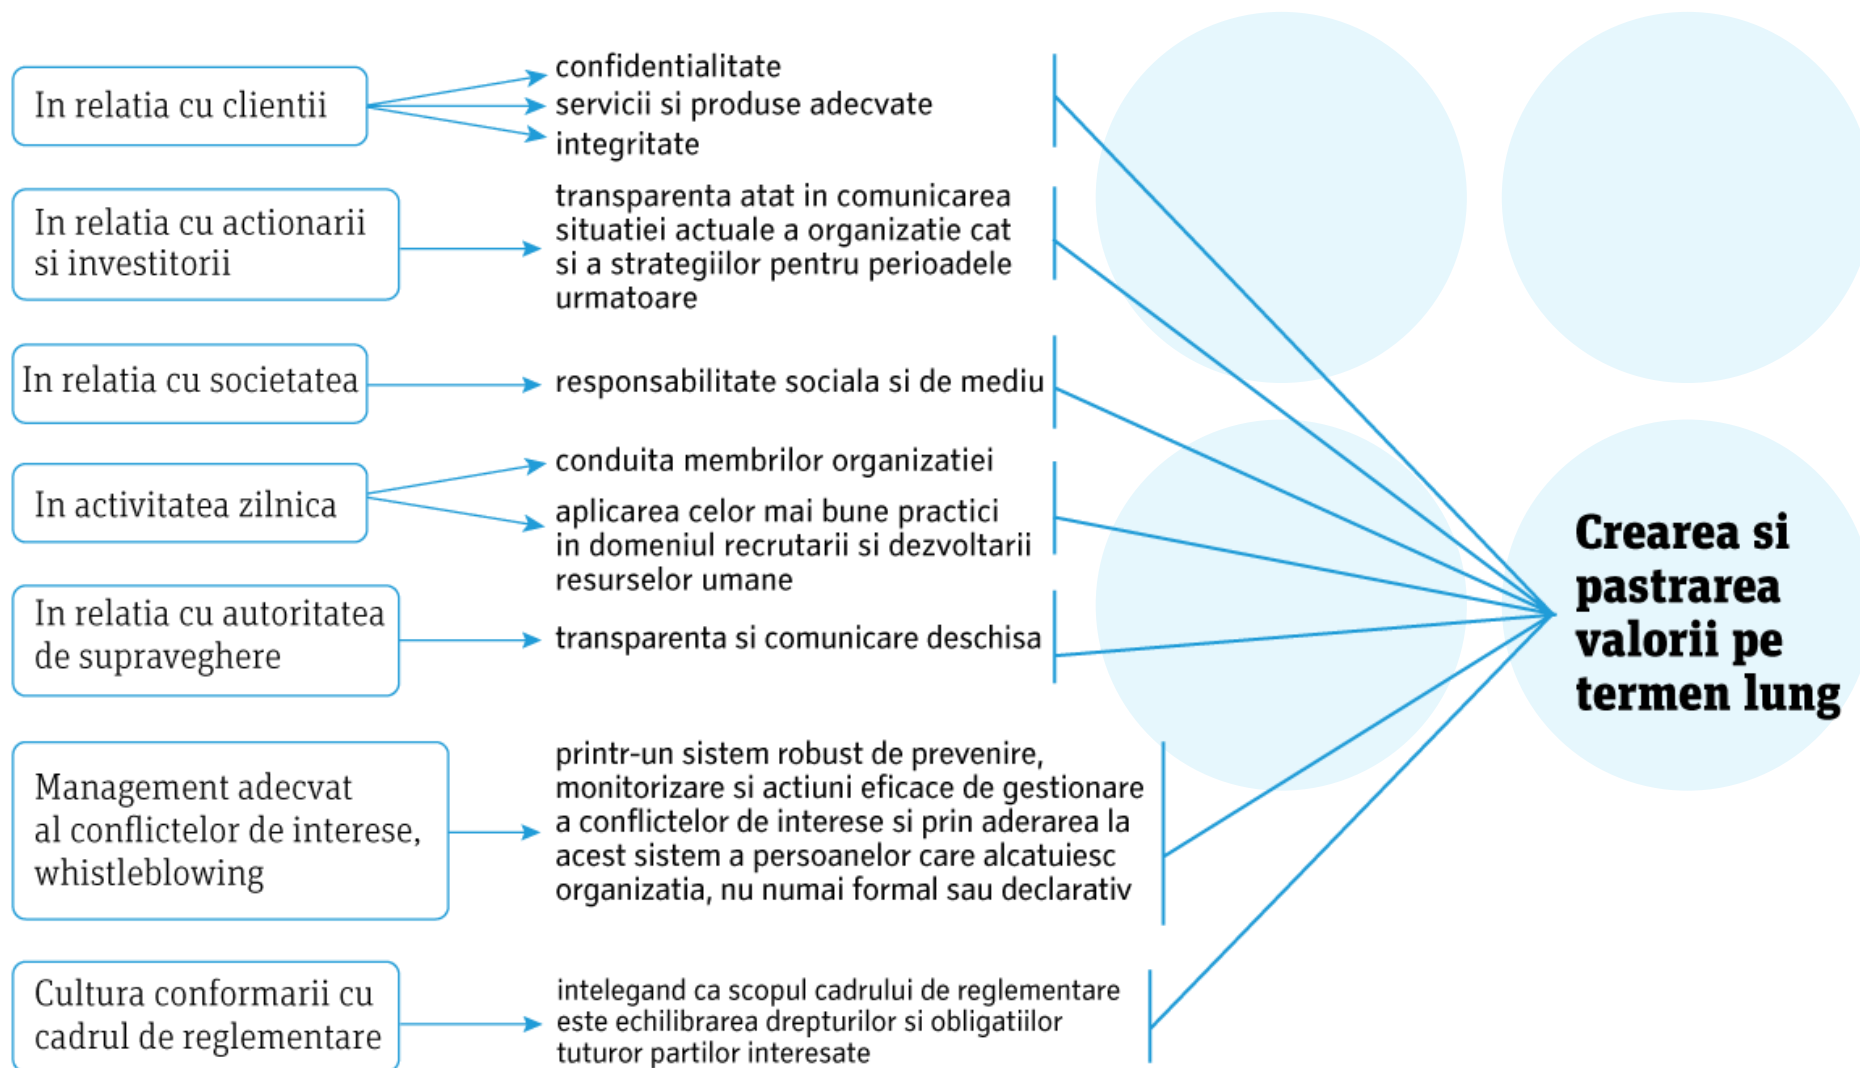 In relatia cu clientii
confidentialitate
servicii si produse adecvate
integritate
In relatia cu actionarii
si investitorii
transparenta atat in comunicarea
situatiei actuale a organizatie cat
si a strategiilor pentru perioadele
urmatoare
In relatia cu societatea
responsabilitate sociala si de mediu
In activitatea zilnica
conduita membrilor organizatiei
aplicarea celor mai bune practici
in domeniul recrutarii si dezvoltarii
resurselor umane
In relatia cu autoritatea
de supraveghere
transparenta si comunicare deschisa
Management adecvat
al conflictelor de interese,
whistleblowing
printr-un sistem robust de prevenire,
monitorizare si actiuni eficace de gestionare
a conflictelor de interese si prin aderarea la
acest sistem a persoanelor care alcatuiesc
organizatia, nu numai formal sau declarativ
Cultura conformarii cu
cadrul de reglementare
intelegand ca scopul cadrului de reglementare
este echilibrarea drepturilor si obligatiilor
tuturor partilor interesate
Crearea si
pastrarea
valorii pe
termen lung